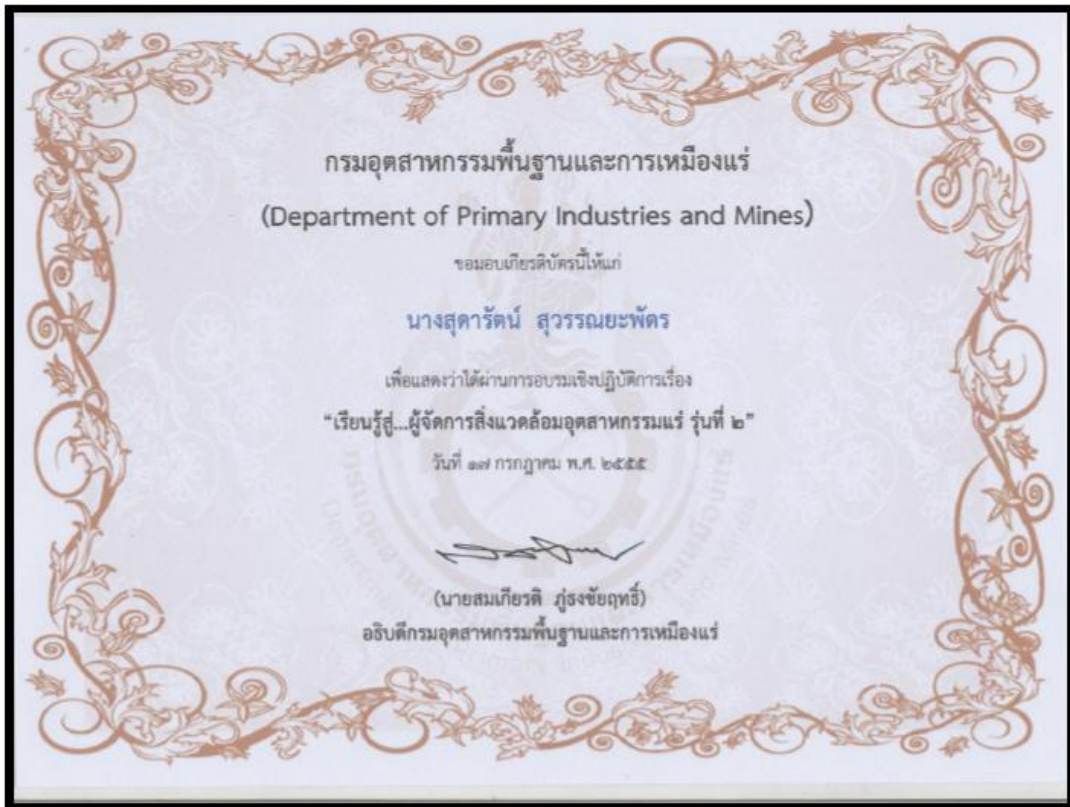 กรมอุตสาหกรรมพื้นฐานและการเหมืองแร่
(Department of Primary Industries and Mines)
ขอมอบเกียรติบัตรนี้ให้แก่
นางสุดารัตน์ สุวรรณยะพัตร
เพื่อแสดงว่าได้ผ่านการอบรมเชิงปฏิบัติการเรื่อง
“เรียนรู้สู่...ผู้จัดการสิ่งแวดล้อมอุตสาหกรรมแร่ รุ่นที่ ๒”
วันที่ ๑๗ กรกฎาคม พ.ศ. ๒๕๕๕
(นายสมเกียรติ ภู่ธงชัยฤทธิ์)
อธิบดีกรมอุตสาหกรรมพื้นฐานและการเหมืองแร่